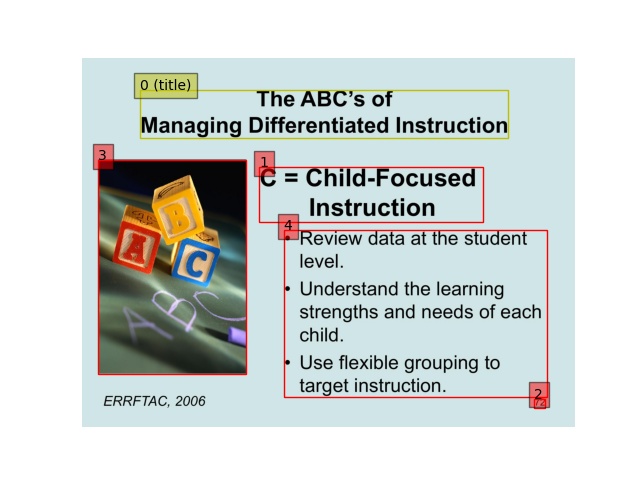 0 (title)
The ABC's of
Managing Differentiated Instruction
3
1
C = Child-Focused
Instruction
4
• Review data at the student
level.
• Understand the learning
strengths and needs of each
child.
• Use flexible grouping to
target instruction.
B
A
C
ABC
2
ERRFTAC, 2006